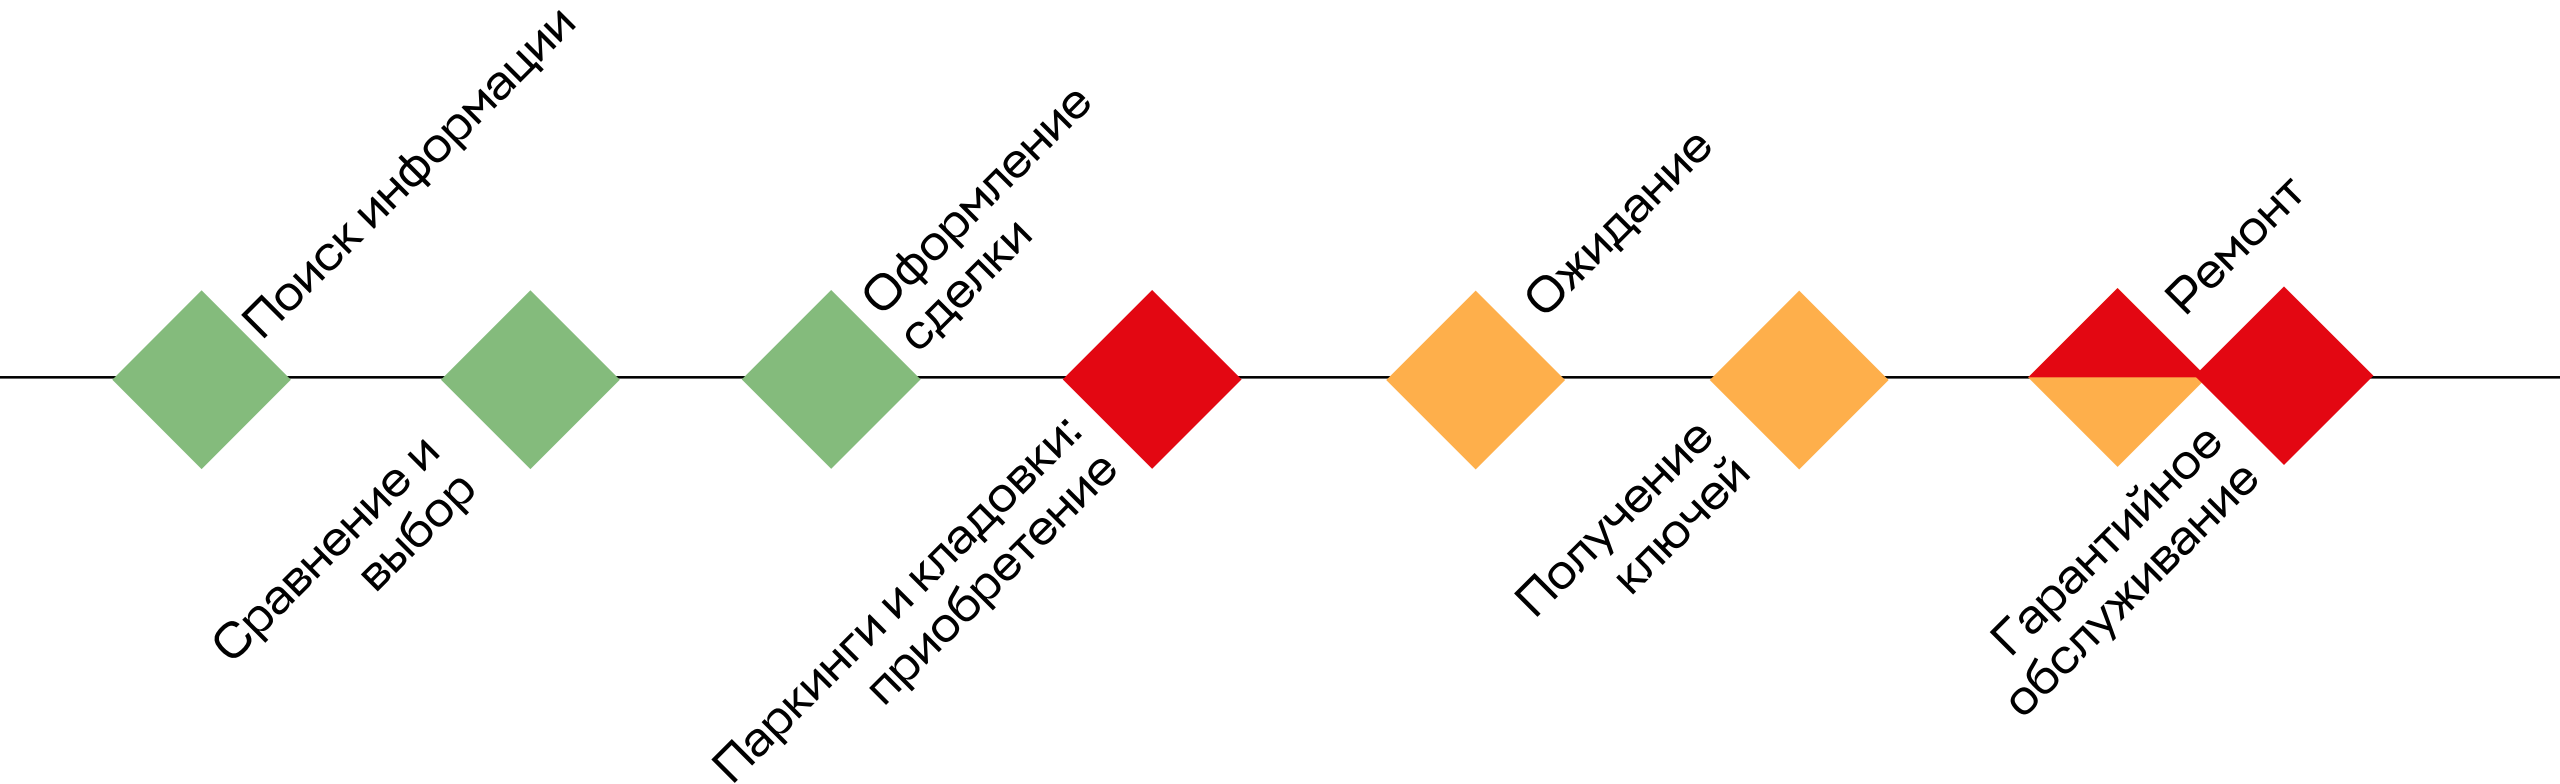 Поиск информации
Сравнение и
выбор
Оформление
сделки
Паркинги и кладовки:
приобретение
Ожидание
Получение
ключей
Ремонт
Гарантийное
обслуживание